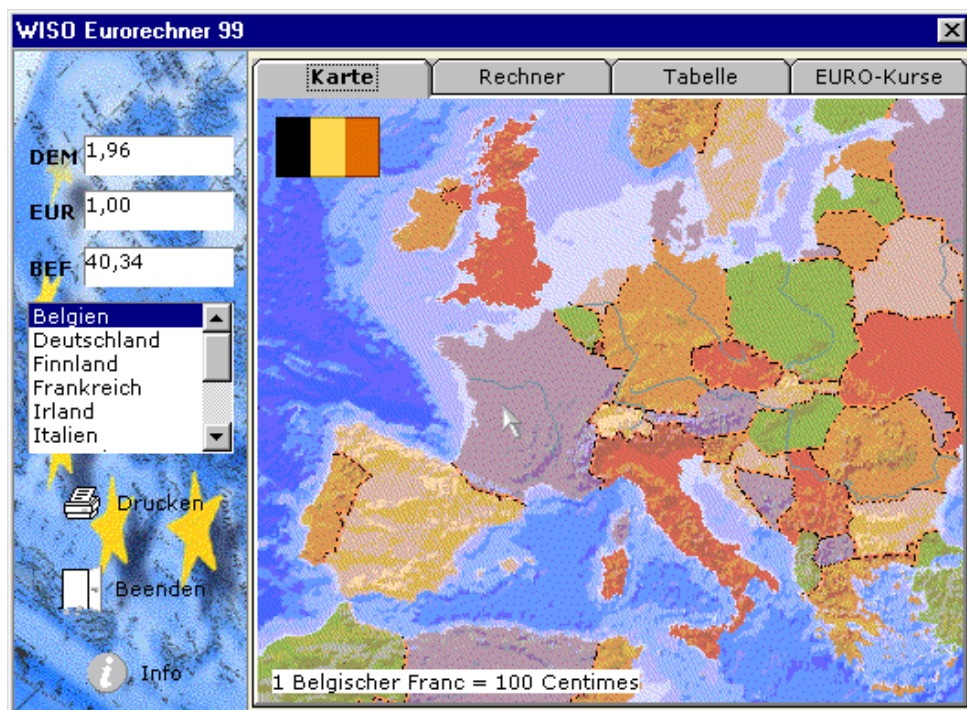 WISO Eurorechner 99
Karte
Rechner
Tabelle
EURO-Kurse
DEM 1,96
EUR 1,00
BEF 40,34
Belgien
Deutschland
Finnland
Frankreich
Irland
Italien
Drucken
Beenden
Info
1 Belgischer Franc = 100 Centimes